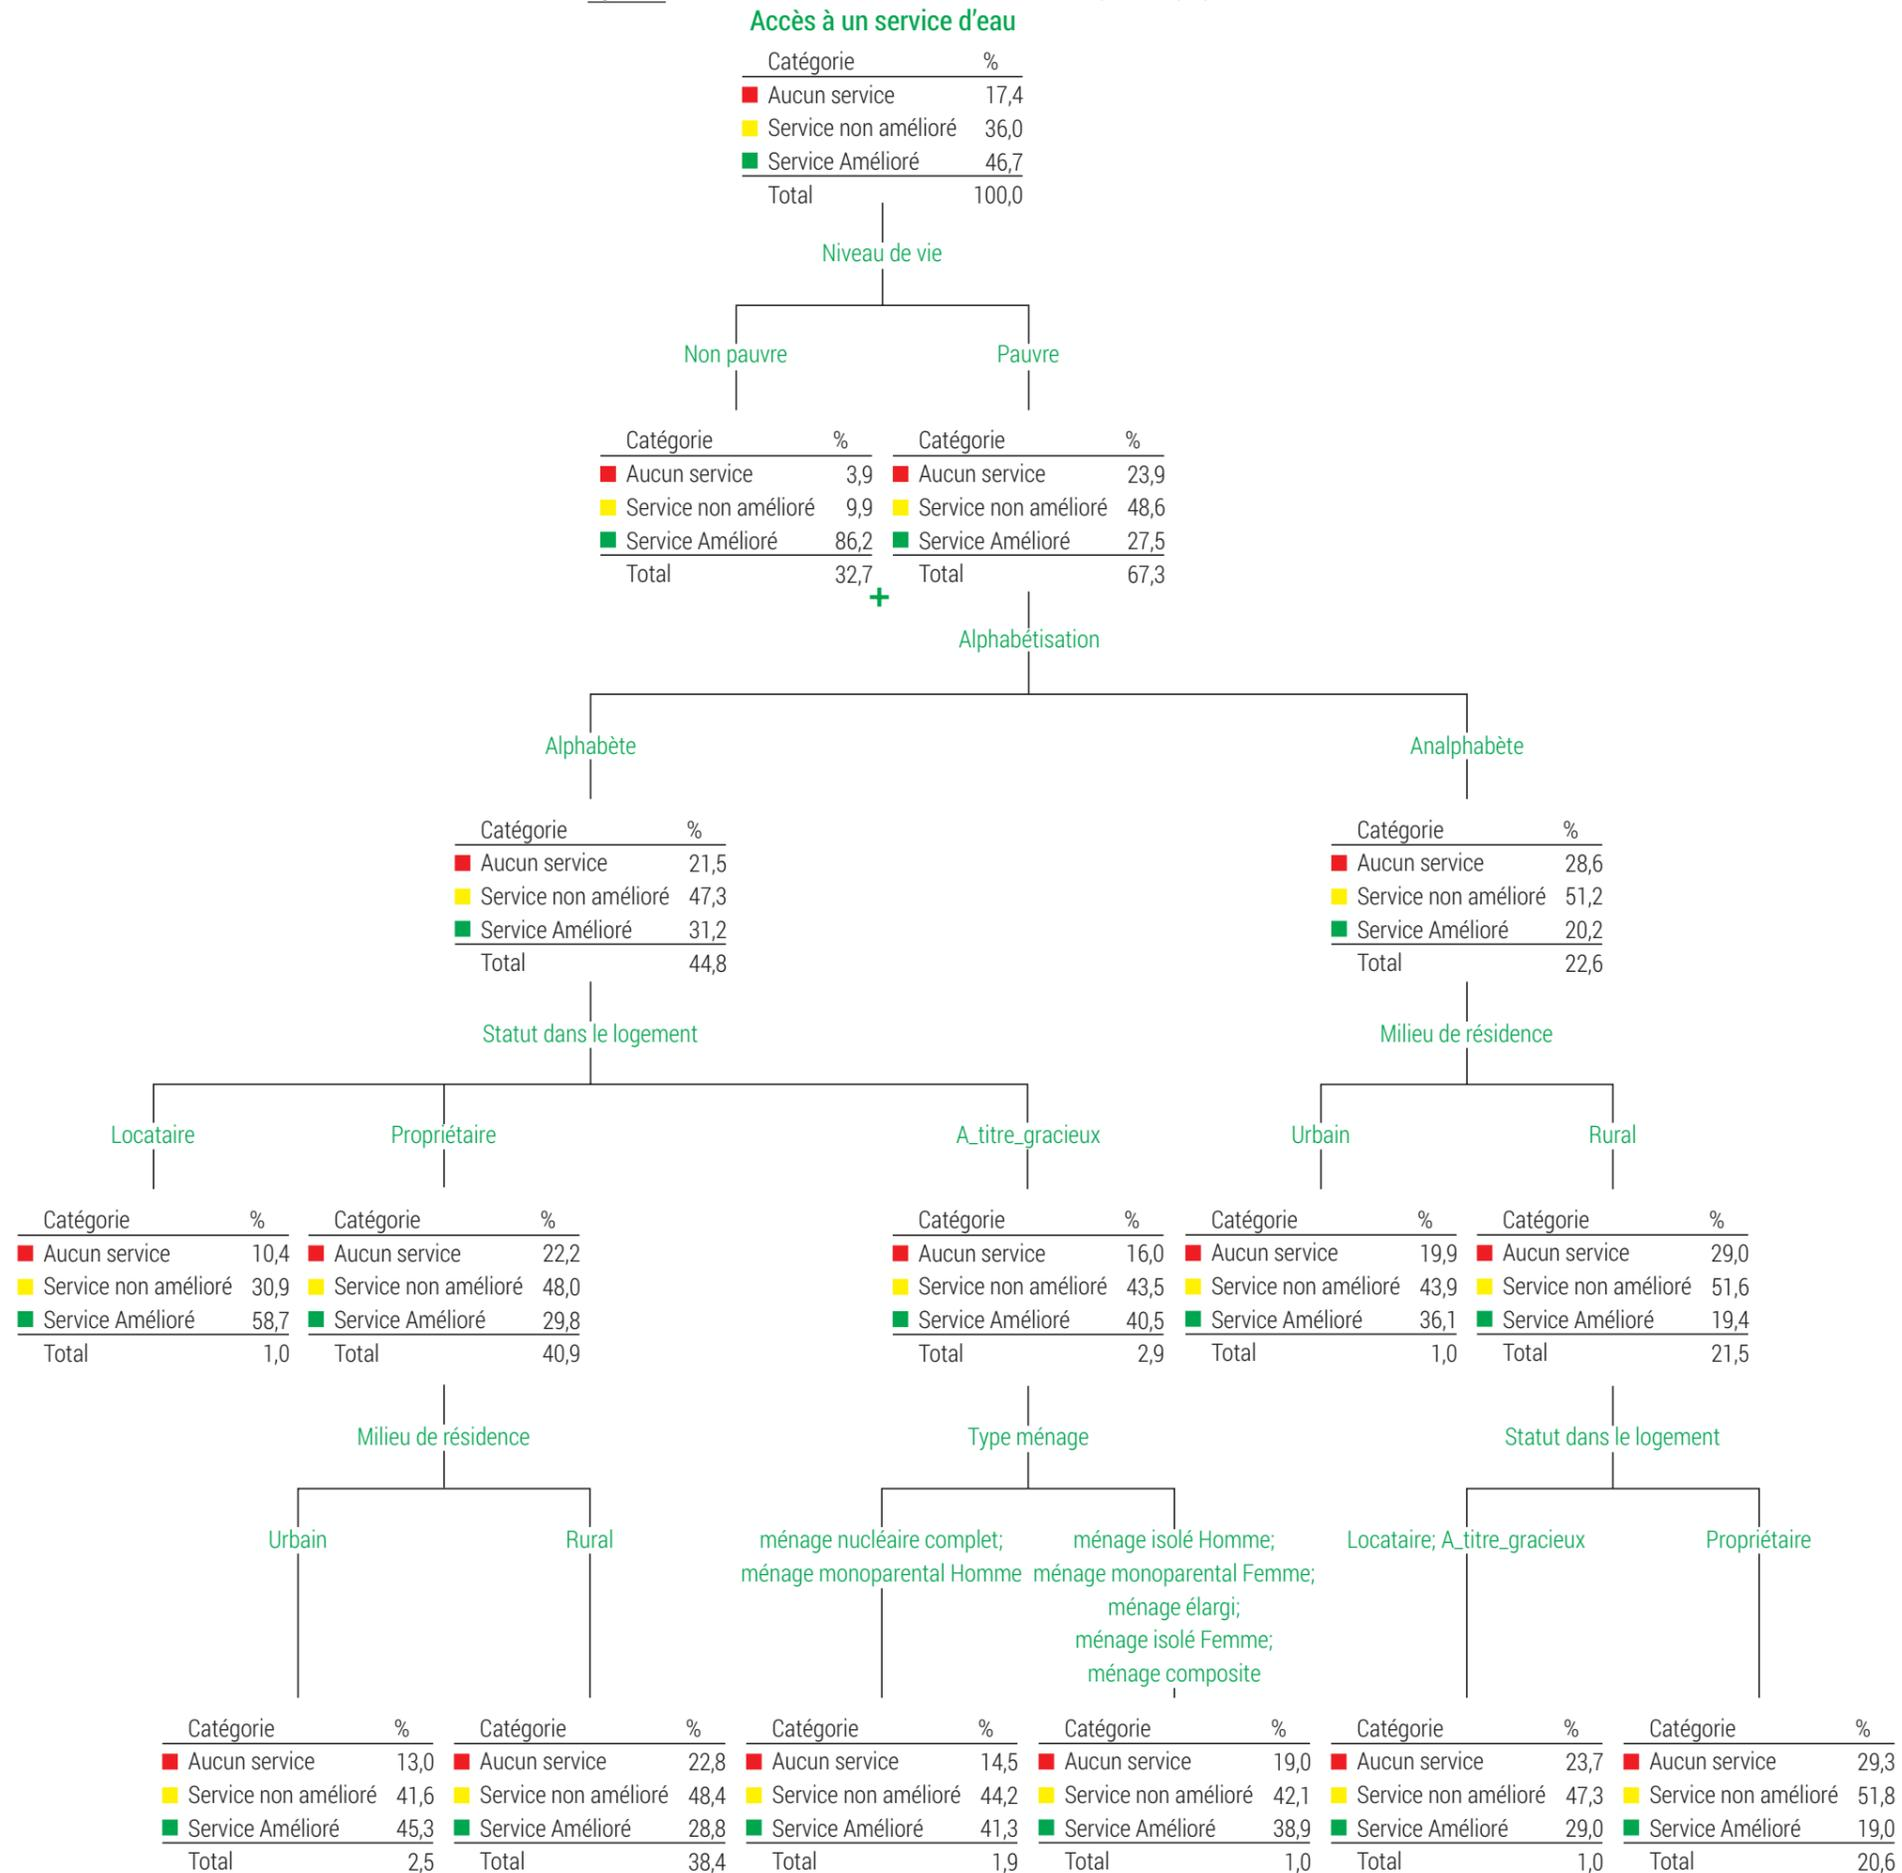 Accès à un service d'eau
Catégorie %
Aucun service 17,4
Service non amélioré 36,0
Service Amélioré 46,7
Total 100,0
Niveau de vie
Non pauvre Pauvre
Catégorie % Catégorie %
Aucun service 3,9 Aucun service 23,9
Service non amélioré 9,9 Service non amélioré 48,6
Service Amélioré 86,2 Service Amélioré 27,5
Total 32,7 Total 67,3
+
Alphabétisation
Alphabète Analphabète
Catégorie % Catégorie %
Aucun service 21,5 Aucun service 28,6
Service non amélioré 47,3 Service non amélioré 51,2
Service Amélioré 31,2 Service Amélioré 20,2
Total 44,8 Total 22,6
Statut dans le logement Milieu de résidence
Locataire Propriétaire A_titre_gracieux Urbain Rural
Catégorie % Catégorie % Catégorie % Catégorie % Catégorie %
Aucun service 10,4 Aucun service 22,2 Aucun service 16,0 Aucun service 19,9 Aucun service 29,0
Service non amélioré 30,9 Service non amélioré 48,0 Service non amélioré 43,5 Service non amélioré 43,9 Service non amélioré 51,6
Service Amélioré 58,7 Service Amélioré 29,8 Service Amélioré 40,5 Service Amélioré 36,1 Service Amélioré 19,4
Total 1,0 Total 40,9 Total 2,9 Total 1,0 Total 21,5
Milieu de résidence Type ménage Statut dans le logement
Urbain Rural ménage nucléaire complet; ménage isolé Homme; Locataire; A_titre_gracieux Propriétaire
ménage monoparental Homme ménage monoparental Femme;
ménage élargi;
ménage isolé Femme;
ménage composite
Catégorie % Catégorie % Catégorie % Catégorie % Catégorie % Catégorie %
Aucun service 13,0 Aucun service 22,8 Aucun service 14,5 Aucun service 19,0 Aucun service 23,7 Aucun service 29,3
Service non amélioré 41,6 Service non amélioré 48,4 Service non amélioré 44,2 Service non amélioré 42,1 Service non amélioré 47,3 Service non amélioré 51,8
Service Amélioré 45,3 Service Amélioré 28,8 Service Amélioré 41,3 Service Amélioré 38,9 Service Amélioré 29,0 Service Amélioré 19,0
Total 2,5 Total 38,4 Total 1,9 Total 1,0 Total 1,0 Total 20,6